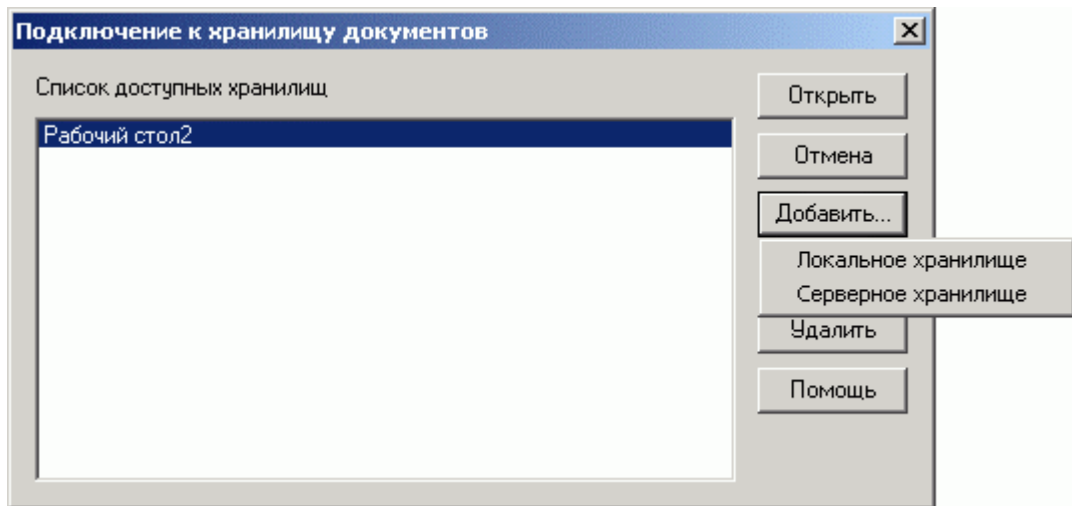 Подключение к хранилищу документов
Список доступных хранилищ
Рабочий стол2
Открыть
Отмена
Добавить...
Локальное хранилище
Серверное хранилище
Удалить
Помощь